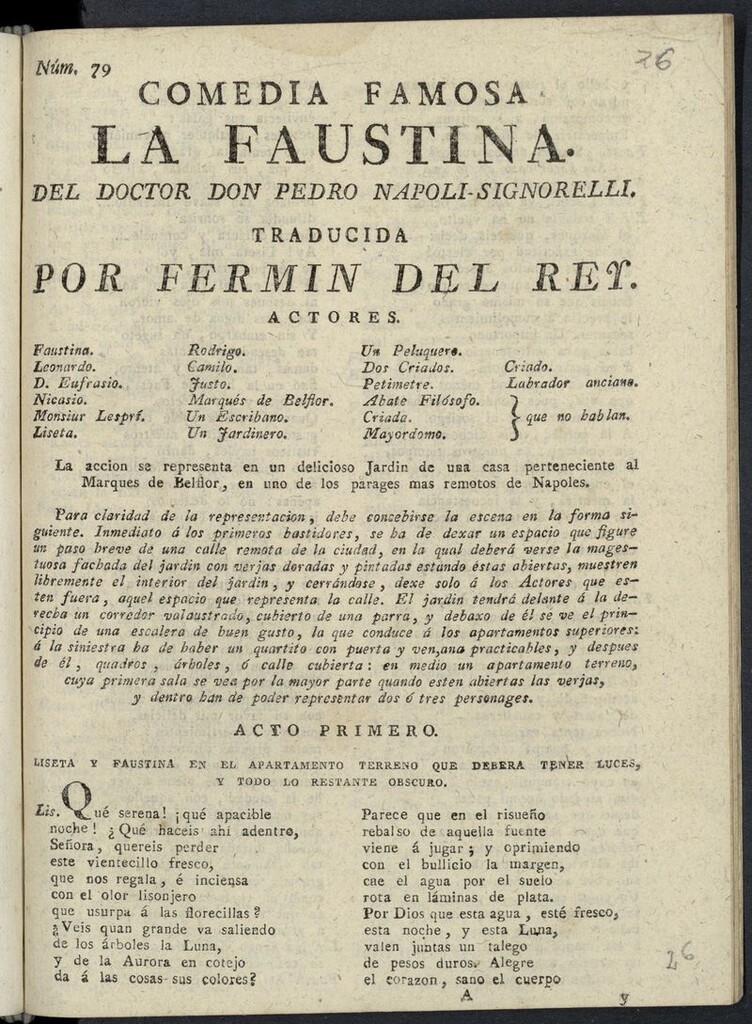 Núm. 79
26
COMEDIA FAMOSA
LA FAUSTINA.
DEL DOCTOR DON PEDRO NAPOLI-SIGNORELLI.
TRADUCIDA
POR FERMIN DEL REY.
ACTORES.
Faustina. Rodrigo. Un Peluquero.
Leonardo. Camilo. Dos Criados. Criado.
D. Eufrasio. Justo. Petimetre. Labrador anciano.
Nicasio. Marqués de Belflor. Abate Filósofo.
Monsiur Lesprí. Un Escribano. Criada. } que no hablan.
Liseta. Un Jardinero. Mayordomo.
La accion se representa en un delicioso Jardin de una casa perteneciente al
Marques de Belflor, en uno de los parages mas remotos de Napoles.
Para claridad de la representacion, debe concebirse la escena en la forma si-
guiente. Inmediato á los primeros bastidores, se ha de dexar un espacio que figure
un paso breve de una calle remota de la ciudad, en la qual deberá verse la mages-
tuosa fachada del jardin con verjas doradas y pintadas estando éstas abiertas, muestren
libremente el interior del jardin, y cerrándose, dexe solo á los Actores que es-
ten fuera, aquel espacio que representa la calle. El jardin tendrá delante á la de-
recha un corredor valaustrado, cubierto de una parra, y debaxo de él se ve el prin-
cipio de una escalera de buen gusto, la que conduce á los apartamentos superiores:
á la siniestra ha de haber un quartito con puerta y ventana practicables, y despues
de él, quadros, árboles, ó calle cubierta: en medio un apartamento terreno,
cuya primera sala se vea por la mayor parte quando esten abiertas las verjas,
y dentro han de poder representar dos ó tres personages.
ACTO PRIMERO.
LISETA Y FAUSTINA EN EL APARTAMENTO TERRENO QUE DEBERA TENER LUCES,
Y TODO LO RESTANTE OBSCURO.
Lis. Qué serena! ¡qué apacible
noche! ¿Qué haceis ahí adentro,
Señora, quereis perder
este vientecillo fresco,
que nos regala, é inciensa
con el olor lisonjero
que usurpa á las florecillas?
¿Veis quan grande va saliendo
de los árboles la Luna,
y de la Aurora en cotejo
da á las cosas sus colores?
Parece que en el risueño
rebalso de aquella fuente
viene á jugar; y oprimiendo
con el bullicio la margen,
cae el agua por el suelo
rota en láminas de plata.
Por Dios que esta agua, esté fresco,
esta noche, y esta Luna,
valen juntas un talego
de pesos duros. Alegre
el corazon, sano el cuerpo
A y
26